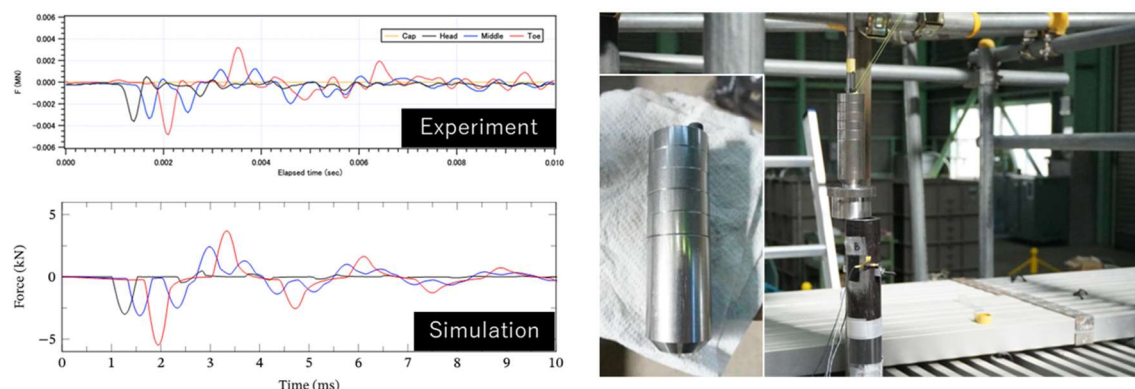 0.006
0.004
0.002
0.000
−0.002
−0.004
−0.006
F (MN)
Cap Head Middle Toe
Experiment
0.000 0.002 0.004 0.006 0.008 0.010
Elapsed time (sec)
5
0
−5
Force (kN)
Simulation
0 1 2 3 4 5 6 7 8 9 10
Time (ms)
B